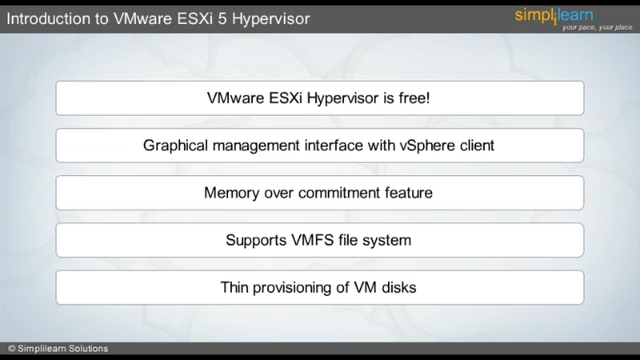 Introduction to VMware ESXi 5 Hypervisor
simplilearn
your pace, your place
VMware ESXi Hypervisor is free!
Graphical management interface with vSphere client
Memory over commitment feature
Supports VMFS file system
Thin provisioning of VM disks
© Simplilearn Solutions